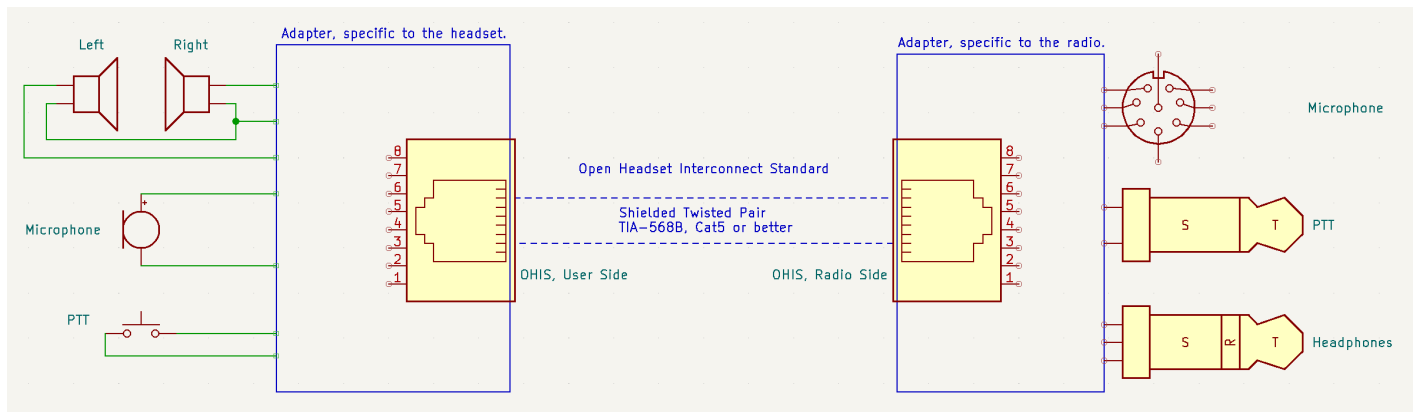 Adapter, specific to the headset.
Left
Right
Microphone
+
PTT
8
7
6
5
4
3
2
1
OHIS, User Side
Open Headset Interconnect Standard
Shielded Twisted Pair
TIA-568B, Cat5 or better
Adapter, specific to the radio.
OHIS, Radio Side
8
7
6
5
4
3
2
1
Microphone
S
T
PTT
S
R
T
Headphones